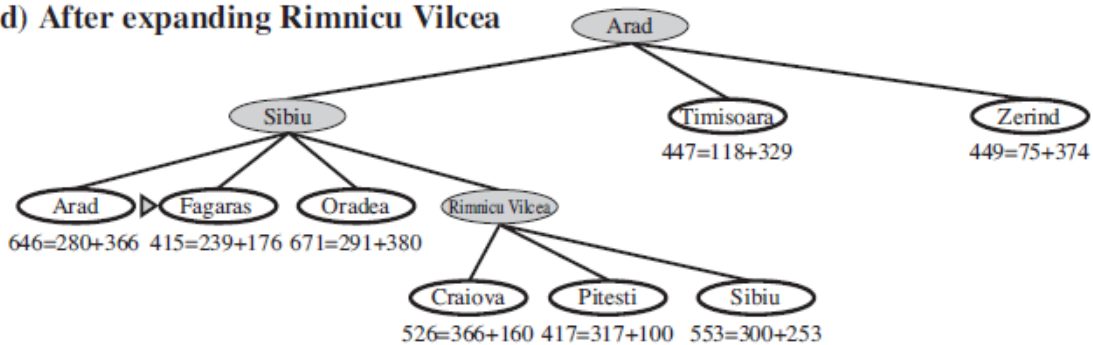 d) After expanding Rimnicu Vilcea
Arad
Sibiu
Timisoara
Zerind
447=118+329
449=75+374
Arad
Fagaras
Oradea
Rimnicu Vilcea
646=280+366
415=239+176
671=291+380
Craiova
Pitesti
Sibiu
526=366+160
417=317+100
553=300+253